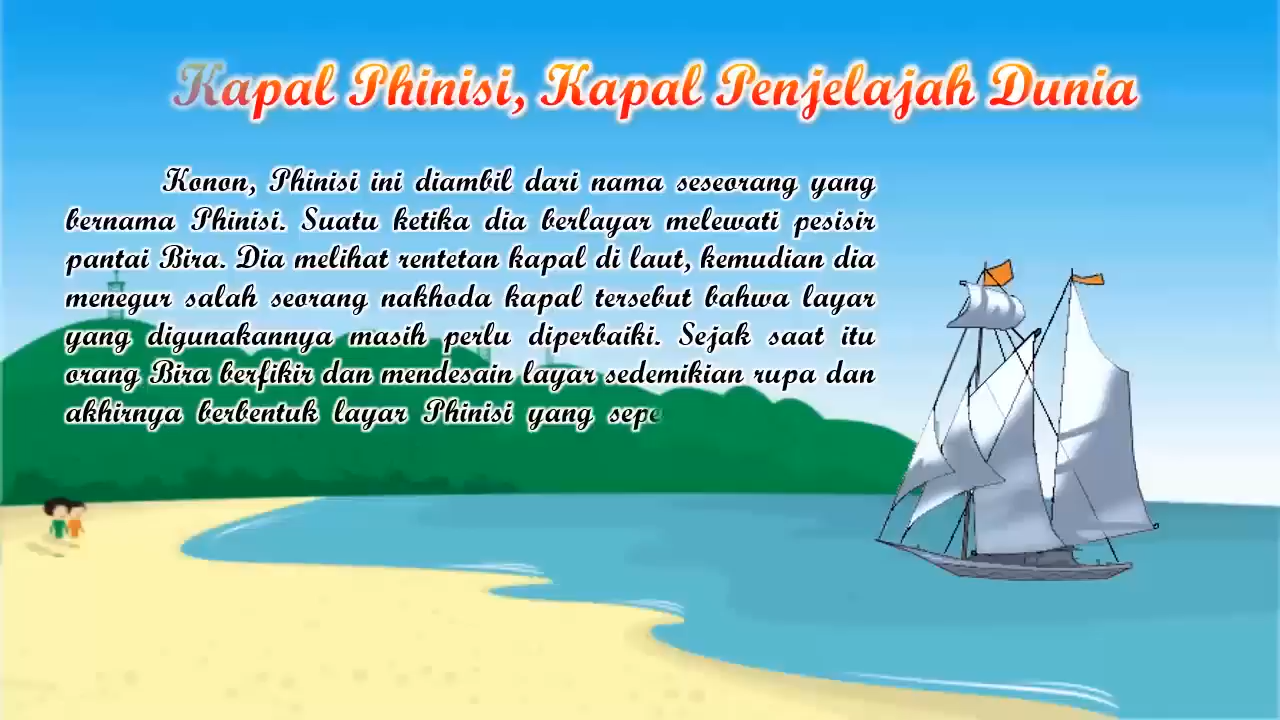 Kapal Phinisi, Kapal Penjelajah Dunia
Konon, Phinisi ini diambil dari nama seseorang yang
bernama Phinisi. Suatu ketika dia berlayar melewati pesisir
pantai Bira. Dia melihat rentetan kapal di laut, kemudian dia
menegur salah seorang nakhoda kapal tersebut bahwa layar
yang digunakannya masih perlu diperbaiki. Sejak saat itu
orang Bira berfikir dan mendesain layar sedemikian rupa dan
akhirnya berbentuk layar Phinisi yang sepe